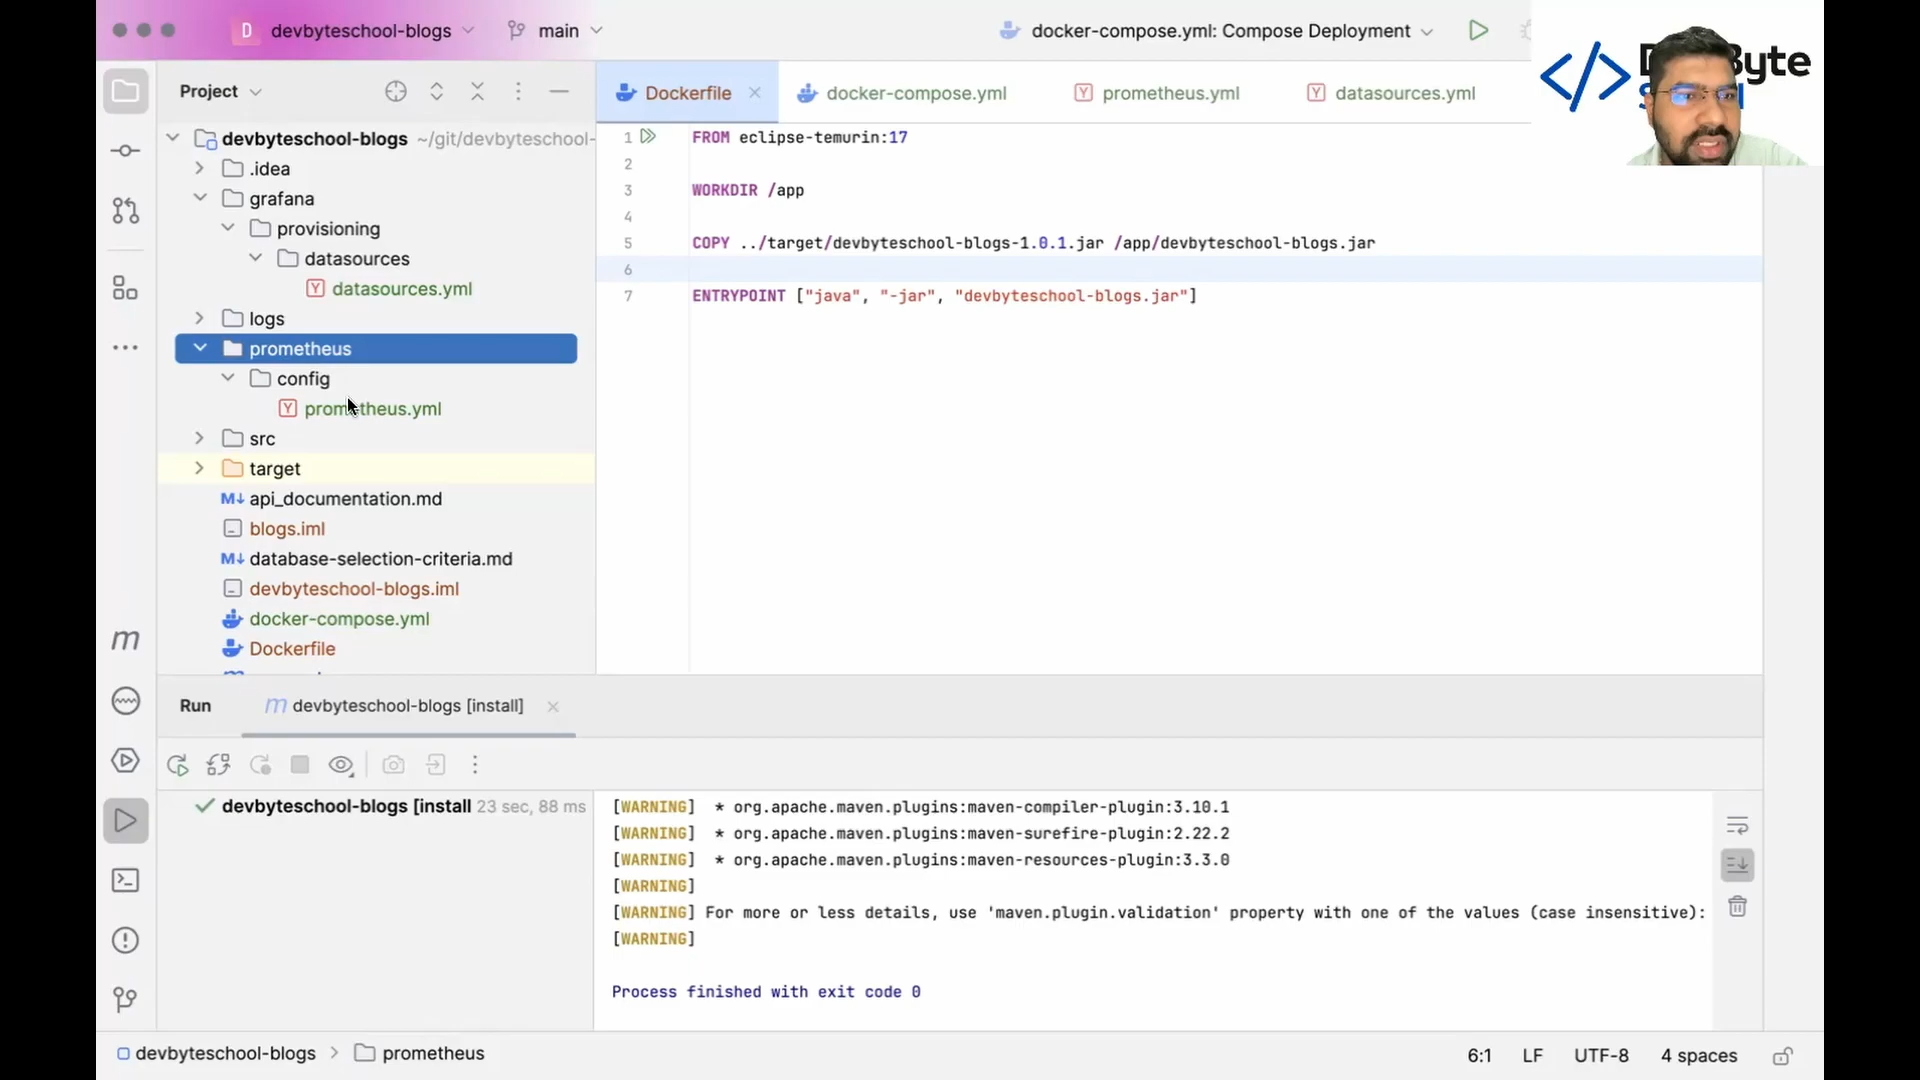 D devbyteschool-blogs main docker-compose.yml: Compose Deployment
Byte
Project
Dockerfile docker-compose.yml prometheus.yml datasources.yml
devbyteschool-blogs ~/git/devbyteschool-
.idea
grafana
provisioning
datasources
Y datasources.yml
logs
prometheus
config
Y prometheus.yml
src
target
M↓ api_documentation.md
blogs.iml
M↓ database-selection-criteria.md
devbyteschool-blogs.iml
docker-compose.yml
Dockerfile
1 FROM eclipse-temurin:17
2
3 WORKDIR /app
4
5 COPY ../target/devbyteschool-blogs-1.0.1.jar /app/devbyteschool-blogs.jar
6
7 ENTRYPOINT ["java", "-jar", "devbyteschool-blogs.jar"]
Run m devbyteschool-blogs [install]
devbyteschool-blogs [install 23 sec, 88 ms
[WARNING] * org.apache.maven.plugins:maven-compiler-plugin:3.10.1
[WARNING] * org.apache.maven.plugins:maven-surefire-plugin:2.22.2
[WARNING] * org.apache.maven.plugins:maven-resources-plugin:3.3.0
[WARNING]
[WARNING] For more or less details, use 'maven.plugin.validation' property with one of the values (case insensitive):
[WARNING]
Process finished with exit code 0
devbyteschool-blogs > prometheus
6:1 LF UTF-8 4 spaces